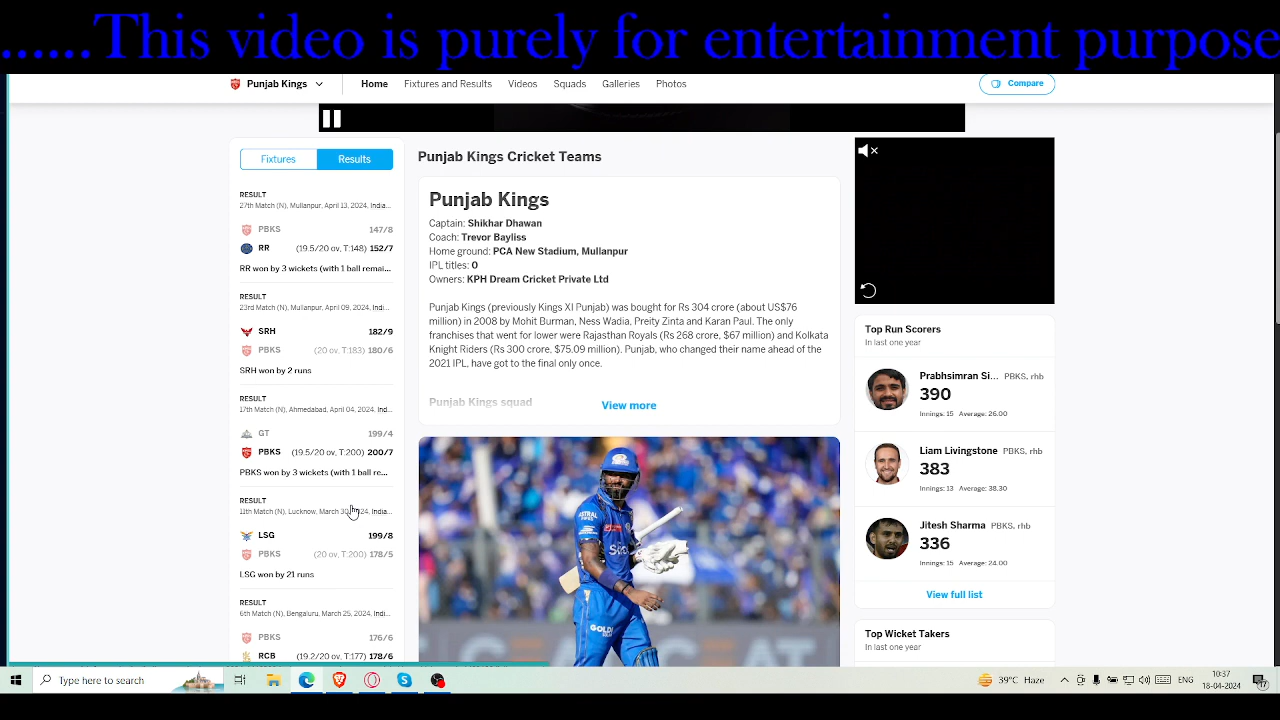 ......This video is purely for entertainment purpose
Punjab Kings
Home
Fixtures and Results
Videos
Squads
Galleries
Photos
Compare
Fixtures
Results
RESULT
27th Match (N), Mullanpur, April 13, 2024, India...
PBKS 147/8
RR (19.5/20 ov, T:148) 152/7
RR won by 3 wickets (with 1 ball remai...
RESULT
23rd Match (N), Mullanpur, April 09, 2024, Indi...
SRH 182/9
PBKS (20 ov, T:183) 180/6
SRH won by 2 runs
RESULT
17th Match (N), Ahmedabad, April 04, 2024, Ind...
GT 199/4
PBKS (19.5/20 ov, T:200) 200/7
PBKS won by 3 wickets (with 1 ball re...
RESULT
11th Match (N), Lucknow, March 30, 2024, India...
LSG 199/8
PBKS (20 ov, T:200) 178/5
LSG won by 21 runs
RESULT
6th Match (N), Bengaluru, March 25, 2024, Indi...
PBKS 176/6
RCB (19.2/20 ov, T:177) 178/6
Punjab Kings Cricket Teams
Punjab Kings
Captain: Shikhar Dhawan
Coach: Trevor Bayliss
Home ground: PCA New Stadium, Mullanpur
IPL titles: 0
Owners: KPH Dream Cricket Private Ltd
Punjab Kings (previously Kings XI Punjab) was bought for Rs 304 crore (about US$76
million) in 2008 by Mohit Burman, Ness Wadia, Preity Zinta and Karan Paul. The only
franchises that went for lower were Rajasthan Royals (Rs 268 crore, $67 million) and Kolkata
Knight Riders (Rs 300 crore, $75.09 million). Punjab, who changed their name ahead of the
2021 IPL, have got to the final only once.
Punjab Kings squad
View more
Top Run Scorers
In last one year
Prabhsimran Si... PBKS, rhb
390
Innings: 15 Average: 26.00
Liam Livingstone PBKS, rhb
383
Innings: 13 Average: 38.30
Jitesh Sharma PBKS, rhb
336
Innings: 15 Average: 24.00
View full list
Top Wicket Takers
In last one year
Type here to search
39°C Haze
ENG
10:37
18-04-2024